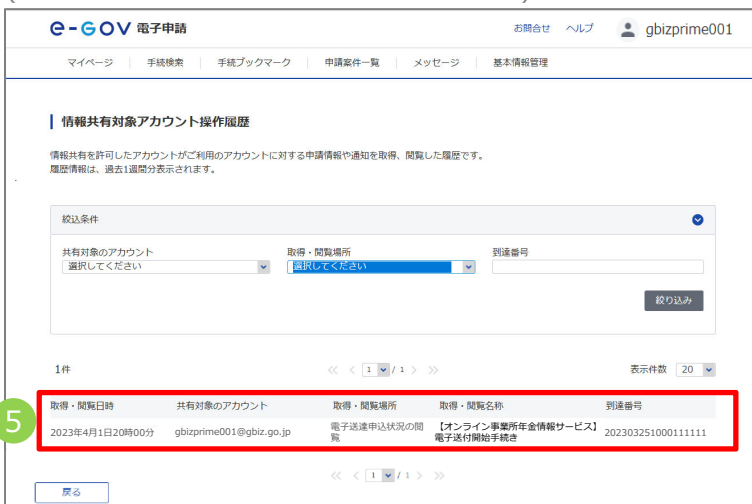 e-GOV 電子申請 お問合せ ヘルプ gbizprime001
マイページ 手続検索 手続ブックマーク 申請案件一覧 メッセージ 基本情報管理
情報共有対象アカウント操作履歴
情報共有を許可したアカウントがご利用のアカウントに対する申請情報や通知を取得、閲覧した履歴です。
履歴情報は、過去1週間分表示されます。
絞込条件
共有対象のアカウント 取得・閲覧場所 到達番号
選択してください 選択してください
絞り込み
1件 1 / 1 表示件数 20
取得・閲覧日時 共有対象のアカウント 取得・閲覧場所 取得・閲覧名称 到達番号
5
2023年4月1日20時00分 gbizprime001@gbiz.go.jp 電子送達申込状況の閲 【オンライン事業所年金情報サービス】 202303251000111111
覧 電子送付開始手続き
1 / 1
戻る